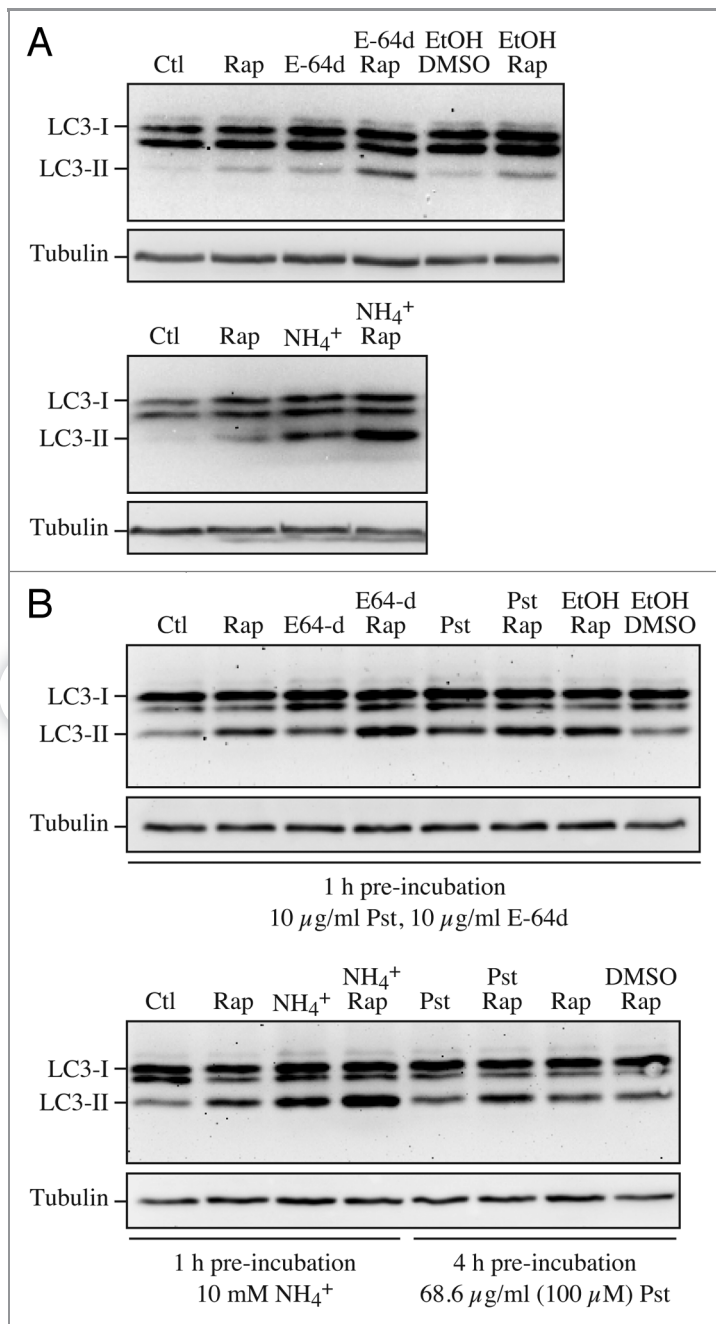 A
E-64d EtOH EtOH
Ctl Rap E-64d Rap DMSO Rap
LC3-I
LC3-II
Tubulin
NH4+
Ctl Rap NH4+ Rap
LC3-I
LC3-II
Tubulin
B
E64-d Pst EtOH EtOH
Ctl Rap E64-d Rap Pst Rap Rap DMSO
LC3-I
LC3-II
Tubulin
1 h pre-incubation
10 µg/ml Pst, 10 µg/ml E-64d
NH4+ Pst DMSO
Ctl Rap NH4+ Rap Pst Rap Rap Rap
LC3-I
LC3-II
Tubulin
1 h pre-incubation 4 h pre-incubation
10 mM NH4+ 68.6 µg/ml (100 µM) Pst